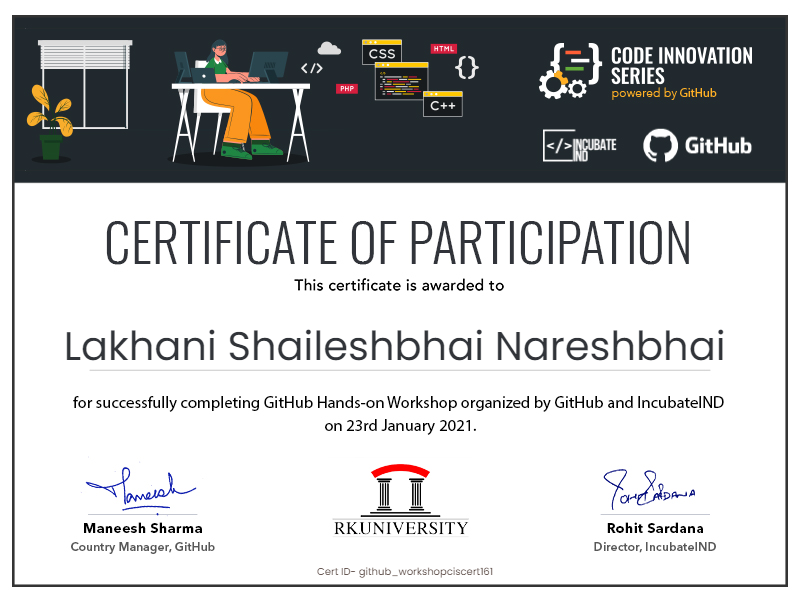 CSS
HTML
</>
{}
PHP
C++
CODE INNOVATION
SERIES
powered by GitHub
</>INCUBATE
IND
GitHub
CERTIFICATE OF PARTICIPATION
This certificate is awarded to
Lakhani Shaileshbhai Nareshbhai
for successfully completing GitHub Hands-on Workshop organized by GitHub and IncubateIND
on 23rd January 2021.
Maneesh
Rohit Sardana
Maneesh Sharma
Country Manager, GitHub
RK.UNIVERSITY
Rohit Sardana
Director, IncubateIND
Cert ID- github_workshopciscert161